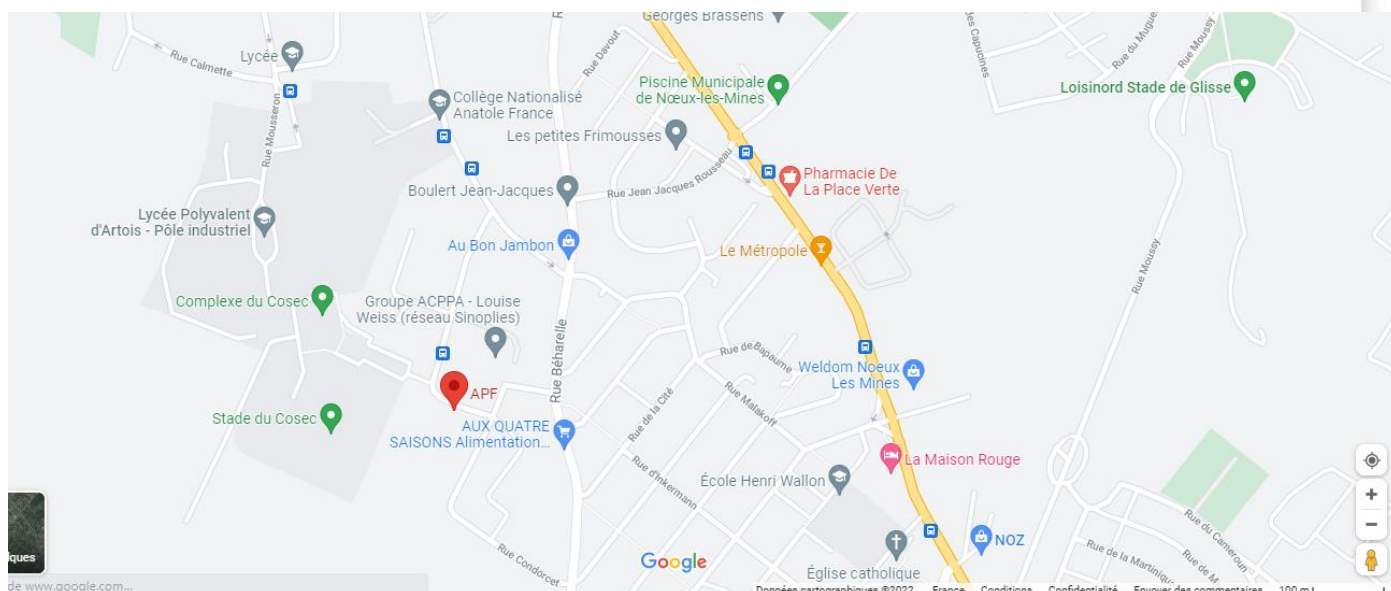 Georges Brassens
des Capucines
Rue du Muguet
Rue Moussy
Lycée
Rue Calmette
Rue Davout
Piscine Municipale
de Nœux-les-Mines
Loisinord Stade de Glisse
Collège Nationalisé
Anatole France
Les petites Frimousses
Rue Mousseron
Pharmacie De
La Place Verte
Boulert Jean-Jacques
Rue Jean Jacques Rousseau
Lycée Polyvalent
d'Artois - Pôle industriel
Au Bon Jambon
Le Métropole
Rue Moussy
Complexe du Cosec
Groupe ACPPA - Louise
Weiss (réseau Sinoplies)
Rue Béharelle
Rue de Bapaume
Weldom Noeux
Les Mines
APF
Rue de la Cité
Rue Malakoff
Stade du Cosec
AUX QUATRE
SAISONS Alimentation...
La Maison Rouge
Rue d'Inkermann
École Henri Wallon
Rue du Cameroun
NOZ
Rue Condorcet
Google
Église catholique
Rue de la Martinique
Rue de M
iques
de www.google.com...
Données cartographiques ©2022 France Conditions Confidentialité Envoyer des commentaires 100 m